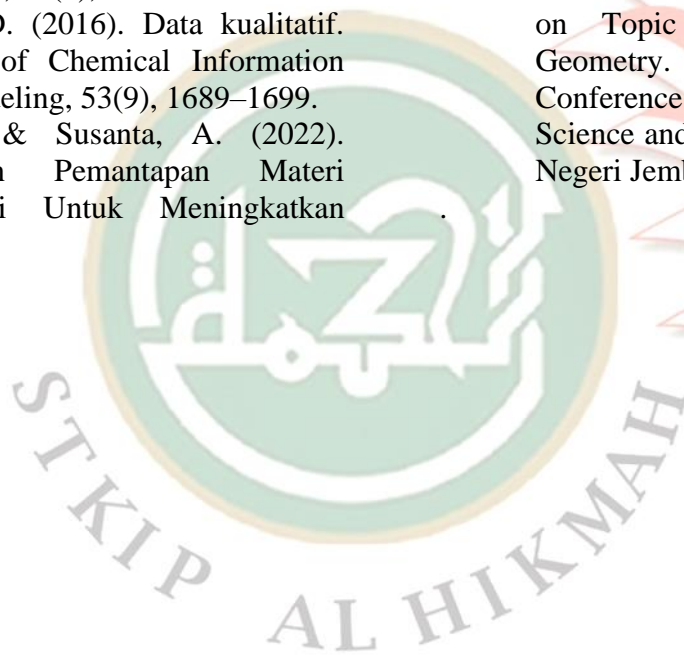 D. (2016). Data kualitatif.
of Chemical Information
eling, 53(9), 1689–1699.
& Susanta, A. (2022).
Pemantapan Materi
Untuk Meningkatkan
on Topic
Geometry.
Conference
Science and
Negeri Jemb
.
STKIP AL HIKMAH